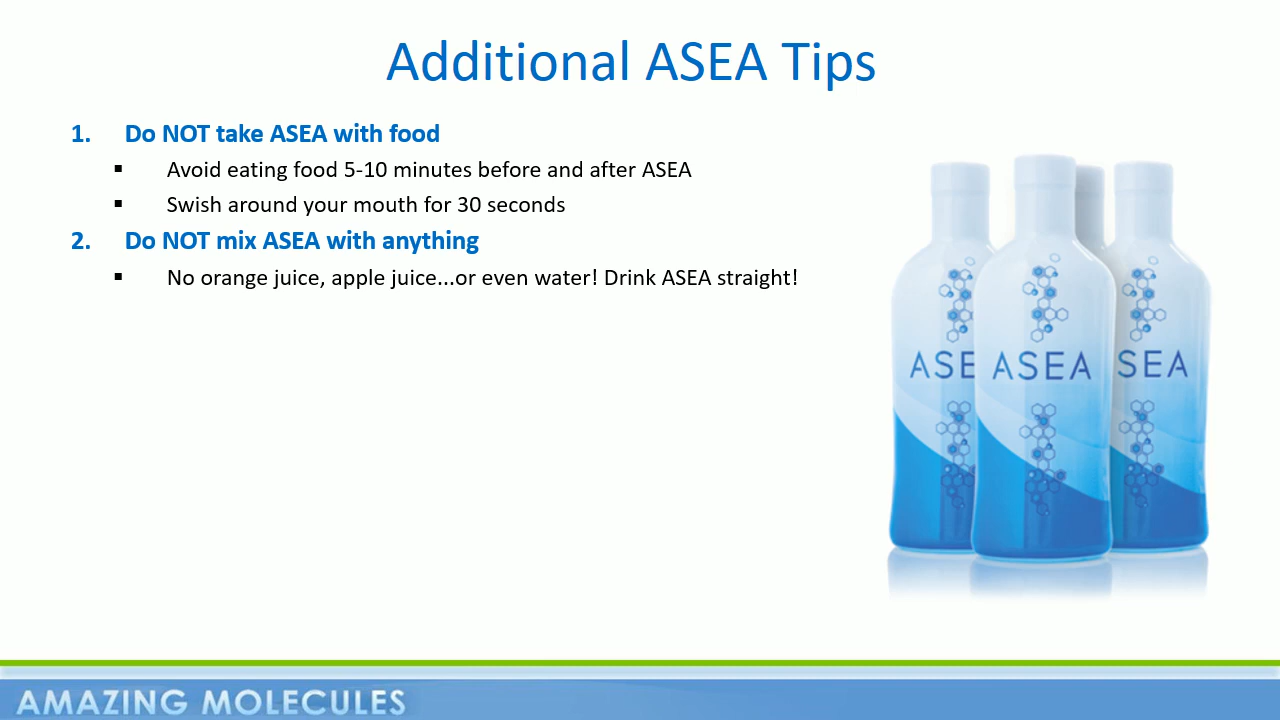 Additional ASEA Tips
1. Do NOT take ASEA with food
▪ Avoid eating food 5-10 minutes before and after ASEA
▪ Swish around your mouth for 30 seconds
2. Do NOT mix ASEA with anything
▪ No orange juice, apple juice...or even water! Drink ASEA straight!
ASE ASEA SEA
AMAZING MOLECULES